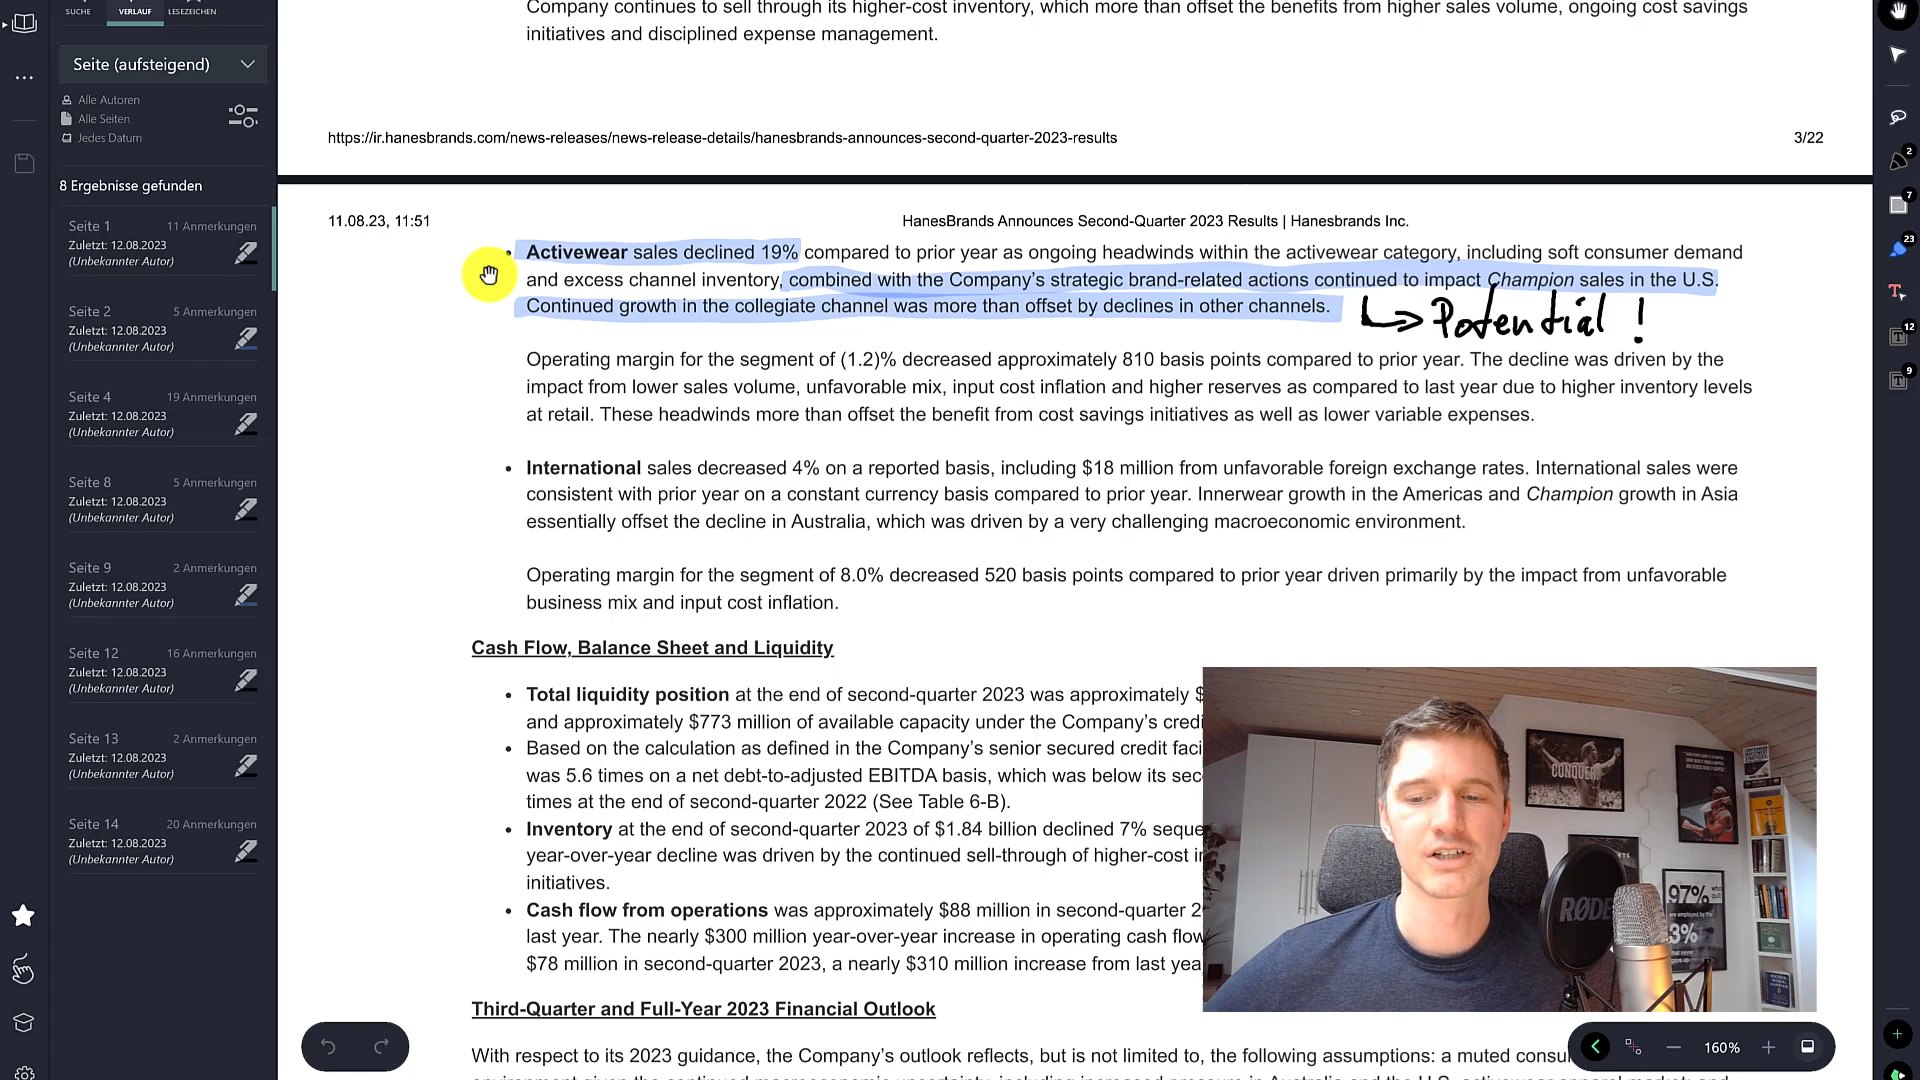 SUCHE
VERLAUF
LESEZEICHEN
Seite (aufsteigend)
Alle Autoren
Alle Seiten
Jedes Datum
8 Ergebnisse gefunden
Seite 1 11 Anmerkungen
Zuletzt: 12.08.2023
(Unbekannter Autor)
Seite 2 5 Anmerkungen
Zuletzt: 12.08.2023
(Unbekannter Autor)
Seite 4 19 Anmerkungen
Zuletzt: 12.08.2023
(Unbekannter Autor)
Seite 8 5 Anmerkungen
Zuletzt: 12.08.2023
(Unbekannter Autor)
Seite 9 2 Anmerkungen
Zuletzt: 12.08.2023
(Unbekannter Autor)
Seite 12 16 Anmerkungen
Zuletzt: 12.08.2023
(Unbekannter Autor)
Seite 13 2 Anmerkungen
Zuletzt: 12.08.2023
(Unbekannter Autor)
Seite 14 20 Anmerkungen
Zuletzt: 12.08.2023
(Unbekannter Autor)
Company continues to sell through its higher-cost inventory, which more than offset the benefits from higher sales volume, ongoing cost savings
initiatives and disciplined expense management.
https://ir.hanesbrands.com/news-releases/news-release-details/hanesbrands-announces-second-quarter-2023-results 3/22
11.08.23, 11:51 HanesBrands Announces Second-Quarter 2023 Results | Hanesbrands Inc.
• Activewear sales declined 19% compared to prior year as ongoing headwinds within the activewear category, including soft consumer demand
and excess channel inventory, combined with the Company's strategic brand-related actions continued to impact Champion sales in the U.S.
Continued growth in the collegiate channel was more than offset by declines in other channels.
Potential !
Operating margin for the segment of (1.2)% decreased approximately 810 basis points compared to prior year. The decline was driven by the
impact from lower sales volume, unfavorable mix, input cost inflation and higher reserves as compared to last year due to higher inventory levels
at retail. These headwinds more than offset the benefit from cost savings initiatives as well as lower variable expenses.
• International sales decreased 4% on a reported basis, including $18 million from unfavorable foreign exchange rates. International sales were
consistent with prior year on a constant currency basis compared to prior year. Innerwear growth in the Americas and Champion growth in Asia
essentially offset the decline in Australia, which was driven by a very challenging macroeconomic environment.
Operating margin for the segment of 8.0% decreased 520 basis points compared to prior year driven primarily by the impact from unfavorable
business mix and input cost inflation.
Cash Flow, Balance Sheet and Liquidity
• Total liquidity position at the end of second-quarter 2023 was approximately $
and approximately $773 million of available capacity under the Company's credi
• Based on the calculation as defined in the Company's senior secured credit faci
was 5.6 times on a net debt-to-adjusted EBITDA basis, which was below its sec
times at the end of second-quarter 2022 (See Table 6-B).
• Inventory at the end of second-quarter 2023 of $1.84 billion declined 7% seque
year-over-year decline was driven by the continued sell-through of higher-cost in
initiatives.
• Cash flow from operations was approximately $88 million in second-quarter 2
last year. The nearly $300 million year-over-year increase in operating cash flow
$78 million in second-quarter 2023, a nearly $310 million increase from last yea
Third-Quarter and Full-Year 2023 Financial Outlook
With respect to its 2023 guidance, the Company's outlook reflects, but is not limited to, the following assumptions: a muted consu
CONQUER
RØDE
97%
3%
160%
2
7
23
12
9